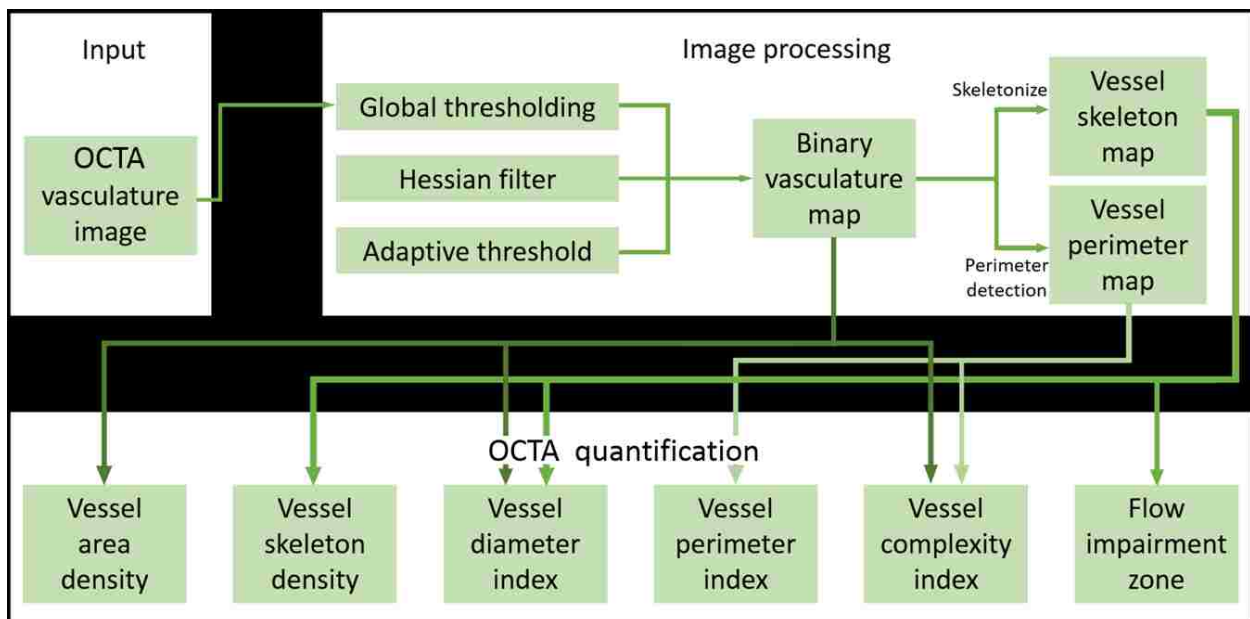 Input
OCTA
vasculature
image
Image processing
Global thresholding
Hessian filter
Adaptive threshold
Binary
vasculature
map
Skeletonize
Vessel
skeleton
map
Perimeter
detection
Vessel
perimeter
map
OCTA quantification
Vessel
area
density
Vessel
skeleton
density
Vessel
diameter
index
Vessel
perimeter
index
Vessel
complexity
index
Flow
impairment
zone